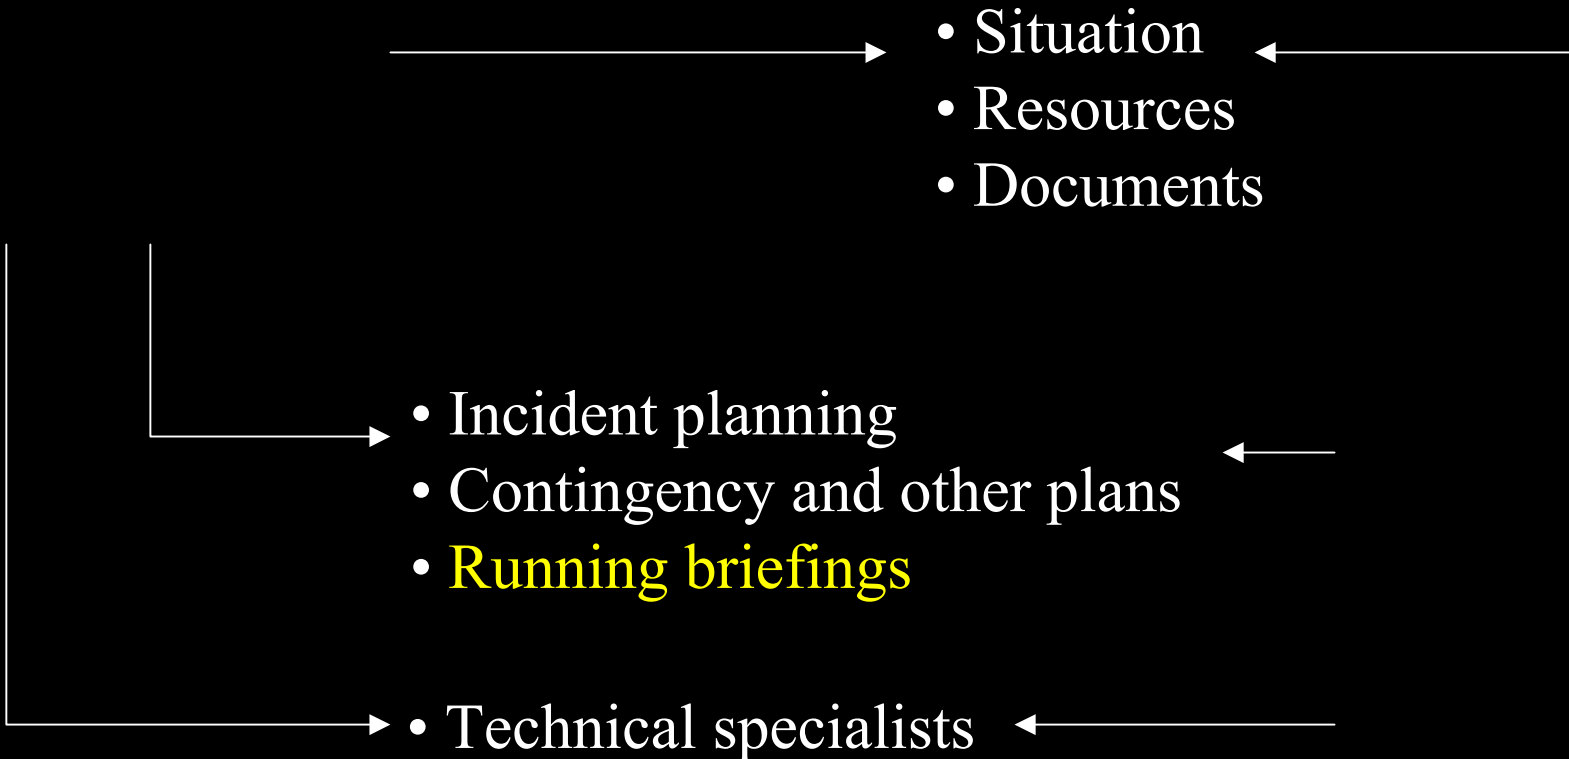 • Situation
• Resources
• Documents
• Incident planning
• Contingency and other plans
• Running briefings
• Technical specialists